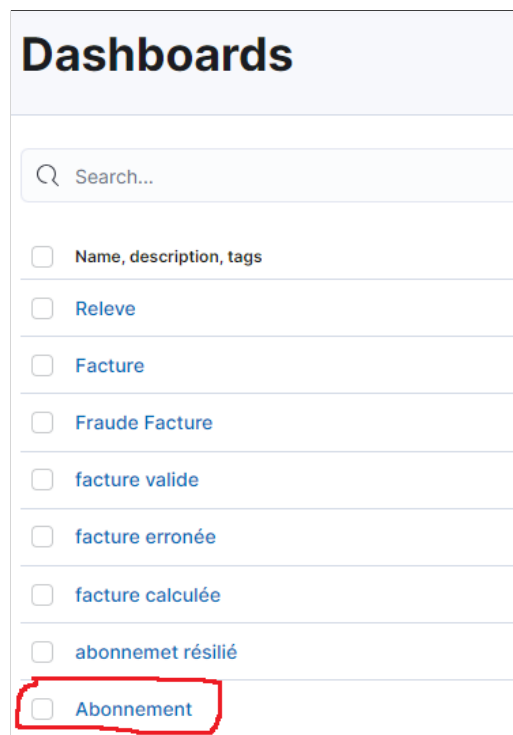 Dashboards
Search...
Name, description, tags
Releve
Facture
Fraude Facture
facture valide
facture erronée
facture calculée
abonnemet résilié
Abonnement